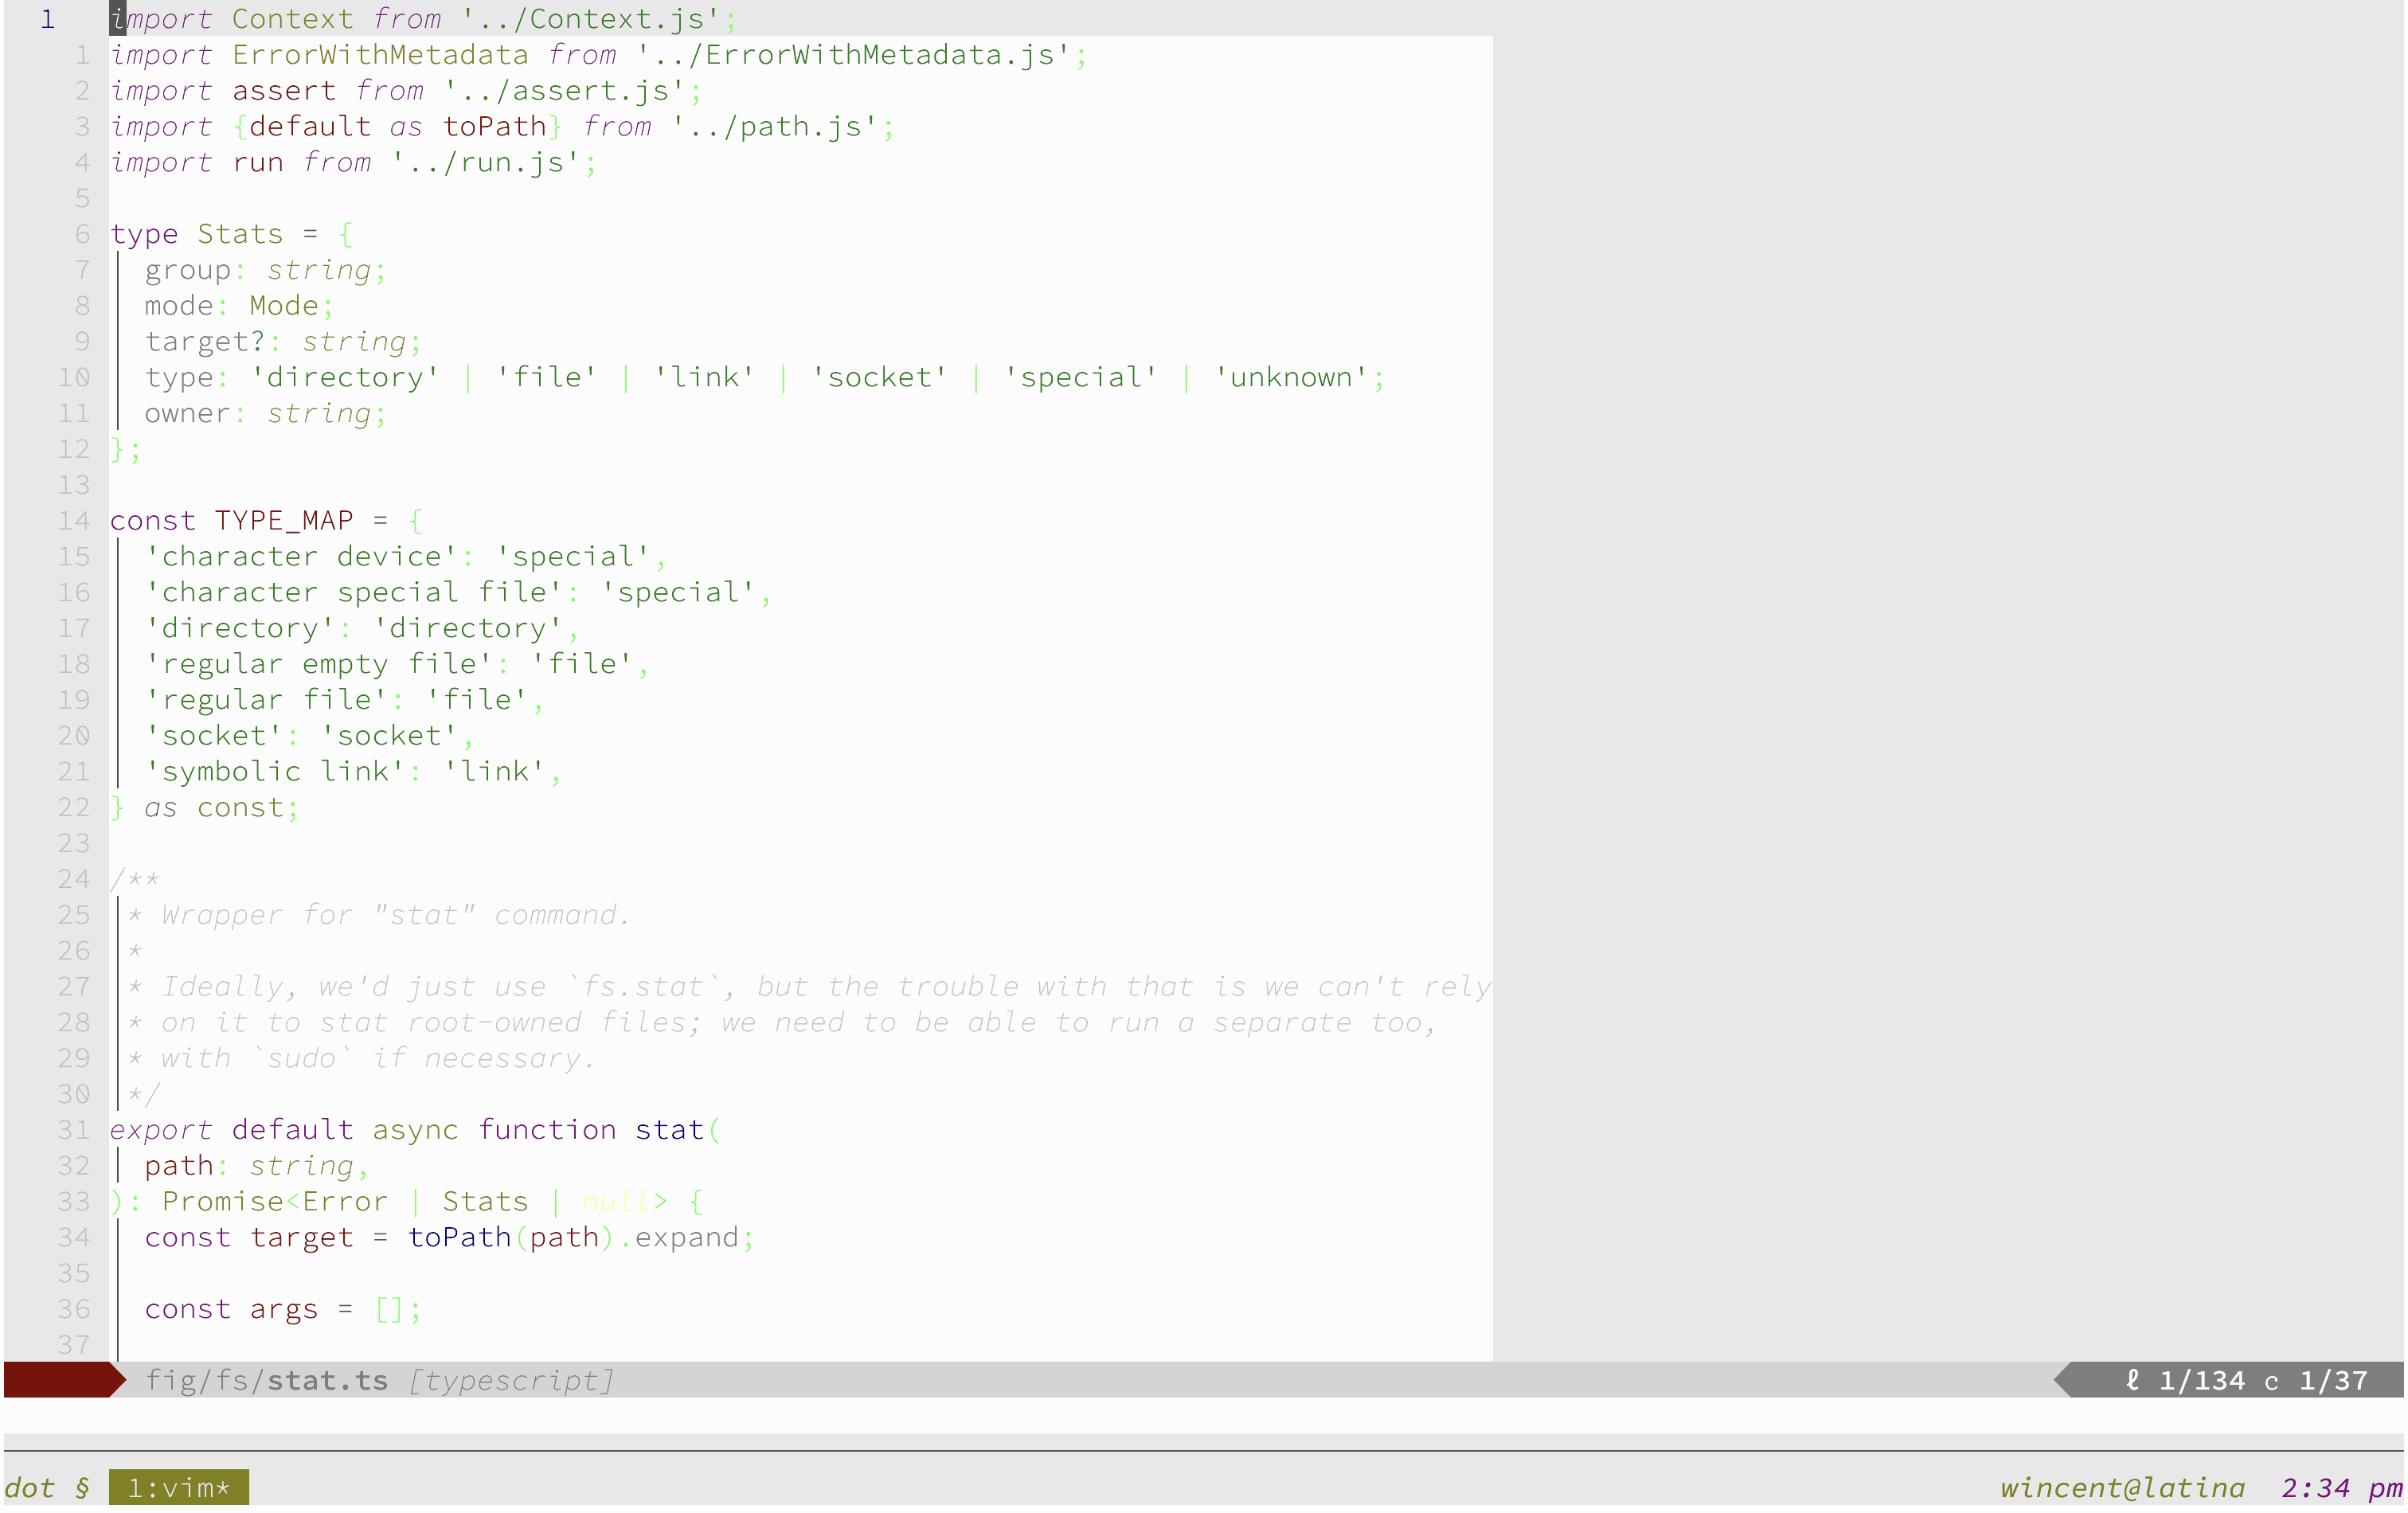 1 import Context from '../Context.js';
1 import ErrorWithMetadata from '../ErrorWithMetadata.js';
2 import assert from '../assert.js';
3 import {default as toPath} from '../path.js';
4 import run from '../run.js';
5
6 type Stats = {
7   group: string;
8   mode: Mode;
9   target?: string;
10   type: 'directory' | 'file' | 'link' | 'socket' | 'special' | 'unknown';
11   owner: string;
12 };
13
14 const TYPE_MAP = {
15   'character device': 'special',
16   'character special file': 'special',
17   'directory': 'directory',
18   'regular empty file': 'file',
19   'regular file': 'file',
20   'socket': 'socket',
21   'symbolic link': 'link',
22 } as const;
23
24 /**
25  * Wrapper for "stat" command.
26  *
27  * Ideally, we'd just use `fs.stat`, but the trouble with that is we can't rely
28  * on it to stat root-owned files; we need to be able to run a separate too,
29  * with `sudo` if necessary.
30  */
31 export default async function stat(
32   path: string,
33 ): Promise<Error | Stats | null> {
34   const target = toPath(path).expand;
35
36   const args = [];
37
fig/fs/stat.ts [typescript] ℓ 1/134 c 1/37
dot § 1:vim* wincent@latina 2:34 pm